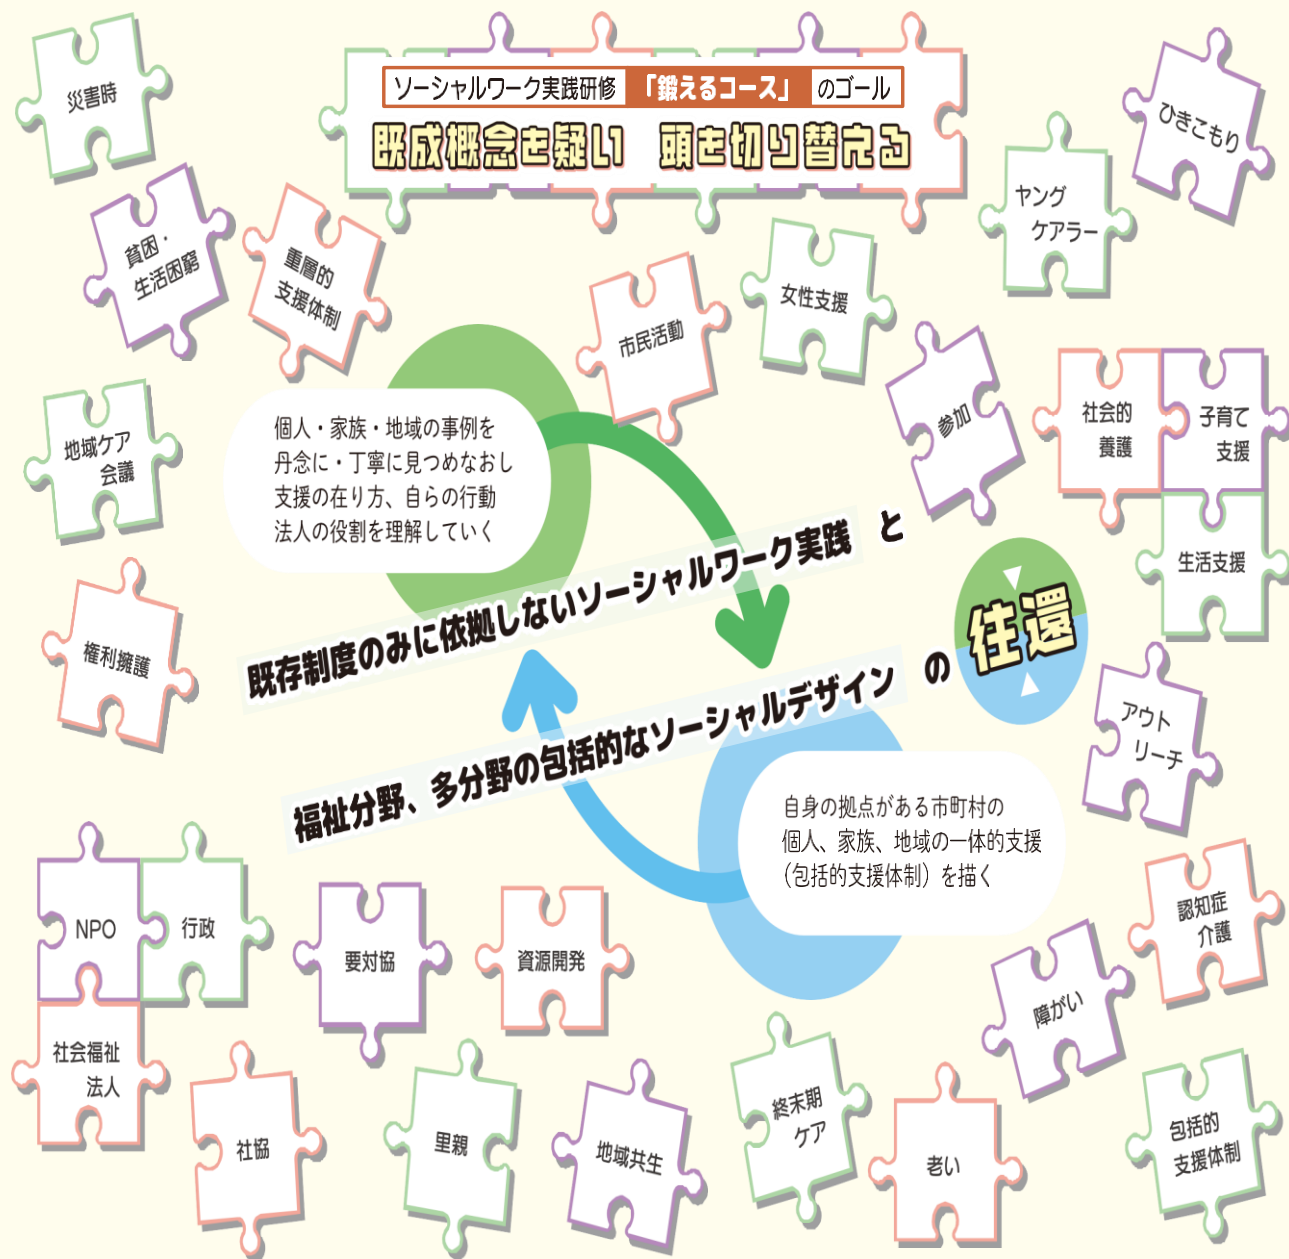 ソーシャルワーク実践研修 「鍛えるコース」 のゴール
既成概念を疑い 頭を切り替える
災害時
ひきこもり
ヤング
ケアラー
貧困・
生活困窮
重層的
支援体制
市民活動
女性支援
参加
社会的
養護
子育て
支援
生活支援
地域ケア
会議
個人・家族・地域の事例を
丹念に・丁寧に見つめなおし
支援の在り方、自らの行動
法人の役割を理解していく
既存制度のみに依拠しないソーシャルワーク実践 と
福祉分野、多分野の包括的なソーシャルデザイン の 往還
権利擁護
アウト
リーチ
自身の拠点がある市町村の
個人、家族、地域の一体的支援
（包括的支援体制）を描く
NPO
行政
社会福祉
法人
要対協
資源開発
認知症
介護
障がい
社協
里親
地域共生
終末期
ケア
老い
包括的
支援体制